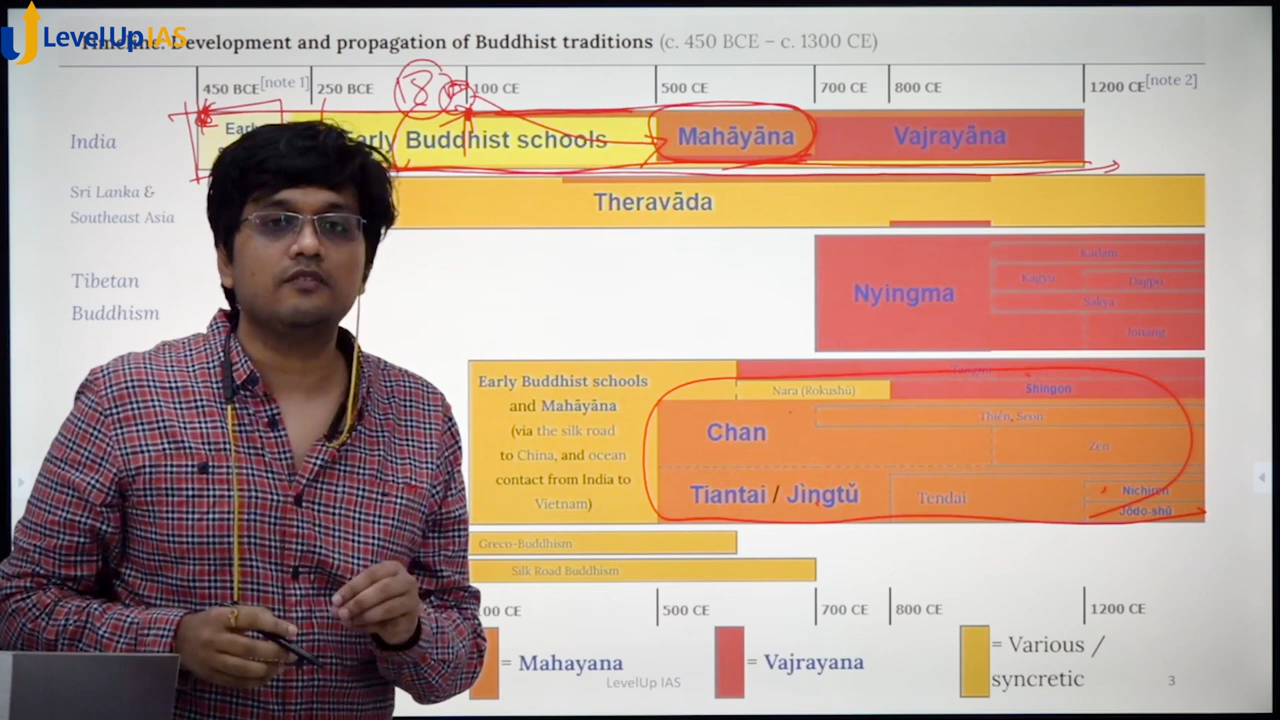 LevelUp IAS
Timeline: Development and propagation of Buddhist traditions (c. 450 BCE – c. 1300 CE)
450 BCE[note 1] 250 BCE 100 CE 500 CE 700 CE 800 CE 1200 CE[note 2]
18
India
Early Buddhist schools Mahāyāna Vajrayāna
Sri Lanka &
Southeast Asia
Theravāda
Tibetan
Buddhism
Nyingma
Kadam
Kagyu
Dagpo
Sakya
Jonang
Early Buddhist schools
and Mahāyāna
(via the silk road
to China, and ocean
contact from India to
Vietnam)
Tangmi
Nara (Rokushū)
Shingon
Chan
Thiền, Seon
Zen
Tiantai / Jìngtǔ
Tendai
Nichiren
Jōdo-shū
Greco-Buddhism
Silk Road Buddhism
00 CE 500 CE 700 CE 800 CE 1200 CE
= Mahayana
= Vajrayana
= Various /
syncretic
LevelUp IAS
3